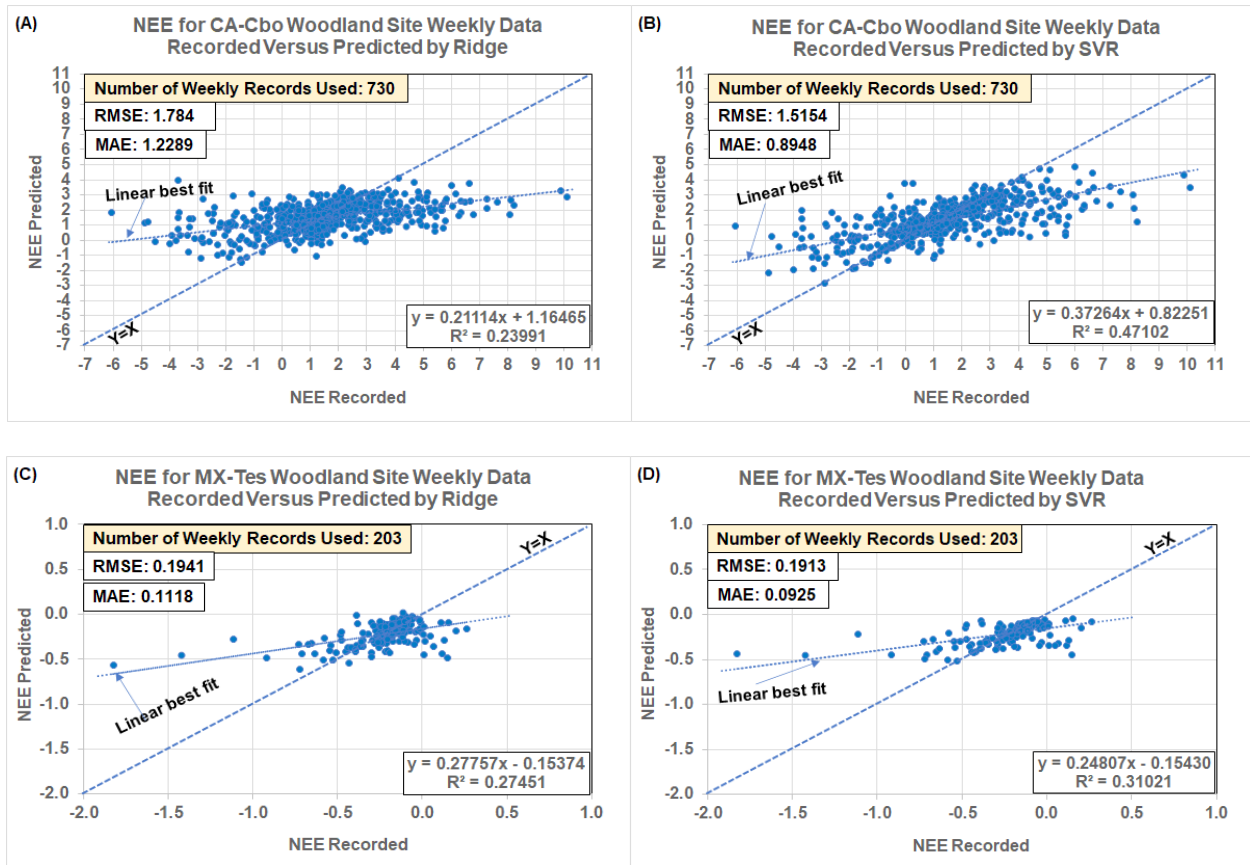 (A)
NEE for CA-Cbo Woodland Site Weekly Data
Recorded Versus Predicted by Ridge
11
10
9
8
7
6
5
4
3
2
1
0
-1
-2
-3
-4
-5
-6
-7
NEE Predicted
Number of Weekly Records Used: 730
RMSE: 1.784
MAE: 1.2289
Linear best fit
Y=X
y = 0.21114x + 1.16465
R² = 0.23991
-7 -6 -5 -4 -3 -2 -1 0 1 2 3 4 5 6 7 8 9 10 11
NEE Recorded
(B)
NEE for CA-Cbo Woodland Site Weekly Data
Recorded Versus Predicted by SVR
11
10
9
8
7
6
5
4
3
2
1
0
-1
-2
-3
-4
-5
-6
-7
NEE Predicted
Number of Weekly Records Used: 730
RMSE: 1.5154
MAE: 0.8948
Linear best fit
Y=X
y = 0.37264x + 0.82251
R² = 0.47102
-7 -6 -5 -4 -3 -2 -1 0 1 2 3 4 5 6 7 8 9 10 11
NEE Recorded
(C)
NEE for MX-Tes Woodland Site Weekly Data
Recorded Versus Predicted by Ridge
1.0
0.5
0.0
-0.5
-1.0
-1.5
-2.0
NEE Predicted
Number of Weekly Records Used: 203
RMSE: 0.1941
MAE: 0.1118
Y=X
Linear best fit
y = 0.27757x - 0.15374
R² = 0.27451
-2.0 -1.5 -1.0 -0.5 0.0 0.5 1.0
NEE Recorded
(D)
NEE for MX-Tes Woodland Site Weekly Data
Recorded Versus Predicted by SVR
1.0
0.5
0.0
-0.5
-1.0
-1.5
-2.0
NEE Predicted
Number of Weekly Records Used: 203
RMSE: 0.1913
MAE: 0.0925
Y=X
Linear best fit
y = 0.24807x - 0.15430
R² = 0.31021
-2.0 -1.5 -1.0 -0.5 0.0 0.5 1.0
NEE Recorded